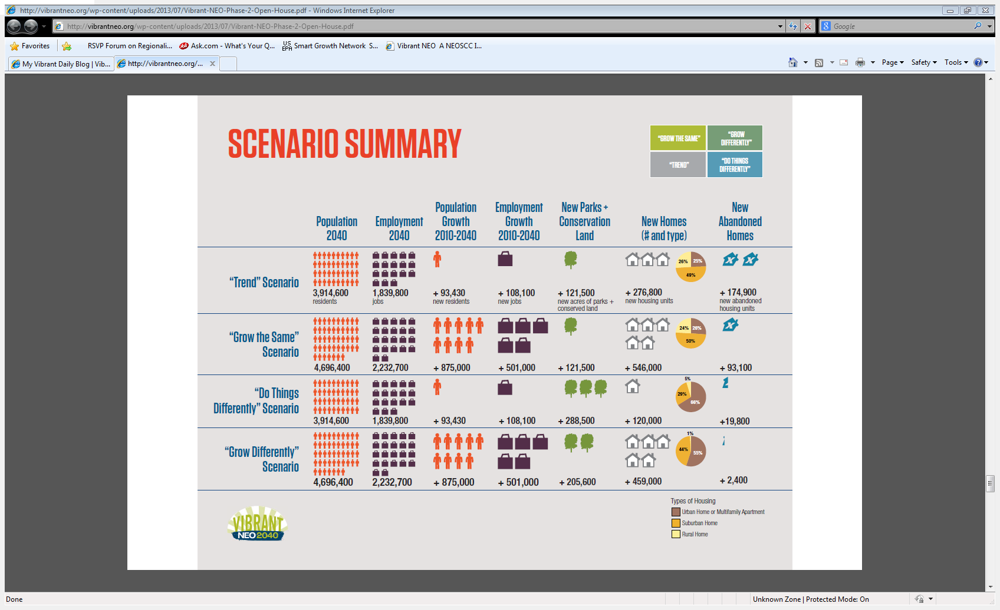 http://vibrantneo.org/wp-content/uploads/2013/07/Vibrant-NEO-Phase-2-Open-House.pdf - Windows Internet Explorer
http://vibrantneo.org/wp-content/uploads/2013/07/Vibrant-NEO-Phase-2-Open-House.pdf
Google
Favorites
RSVP Forum on Regionali...
Ask Ask.com - What's Your Q...
US EPA Smart Growth Network S...
Vibrant NEO A NEOSCC I...
My Vibrant Daily Blog | Vib...
http://vibrantneo.org/...
Page
Safety
Tools
SCENARIO SUMMARY
"GROW THE SAME"
"GROW
DIFFERENTLY"
"TREND"
"DO THINGS
DIFFERENTLY"
Population
2040
Employment
2040
Population
Growth
2010-2040
Employment
Growth
2010-2040
New Parks +
Conservation
Land
New Homes
(# and type)
New
Abandoned
Homes
"Trend" Scenario
3,914,600
residents
1,839,800
jobs
+ 93,430
new residents
+ 108,100
new jobs
+ 121,500
new acres of parks +
conserved land
+ 276,800
new housing units
26% 25%
49%
+ 174,900
new abandoned
housing units
"Grow the Same"
Scenario
4,696,400
2,232,700
+ 875,000
+ 501,000
+ 121,500
+ 546,000
24% 26%
50%
+ 93,100
"Do Things
Differently" Scenario
3,914,600
1,839,800
+ 93,430
+ 108,100
+ 288,500
+ 120,000
5%
29%
66%
+19,800
"Grow Differently"
Scenario
4,696,400
2,232,700
+ 875,000
+ 501,000
+ 205,600
+ 459,000
1%
44%
55%
+ 2,400
Types of Housing
Urban Home or Multifamily Apartment
Suburban Home
Rural Home
VIBRANT
NEO 2040
Done
Unknown Zone | Protected Mode: On